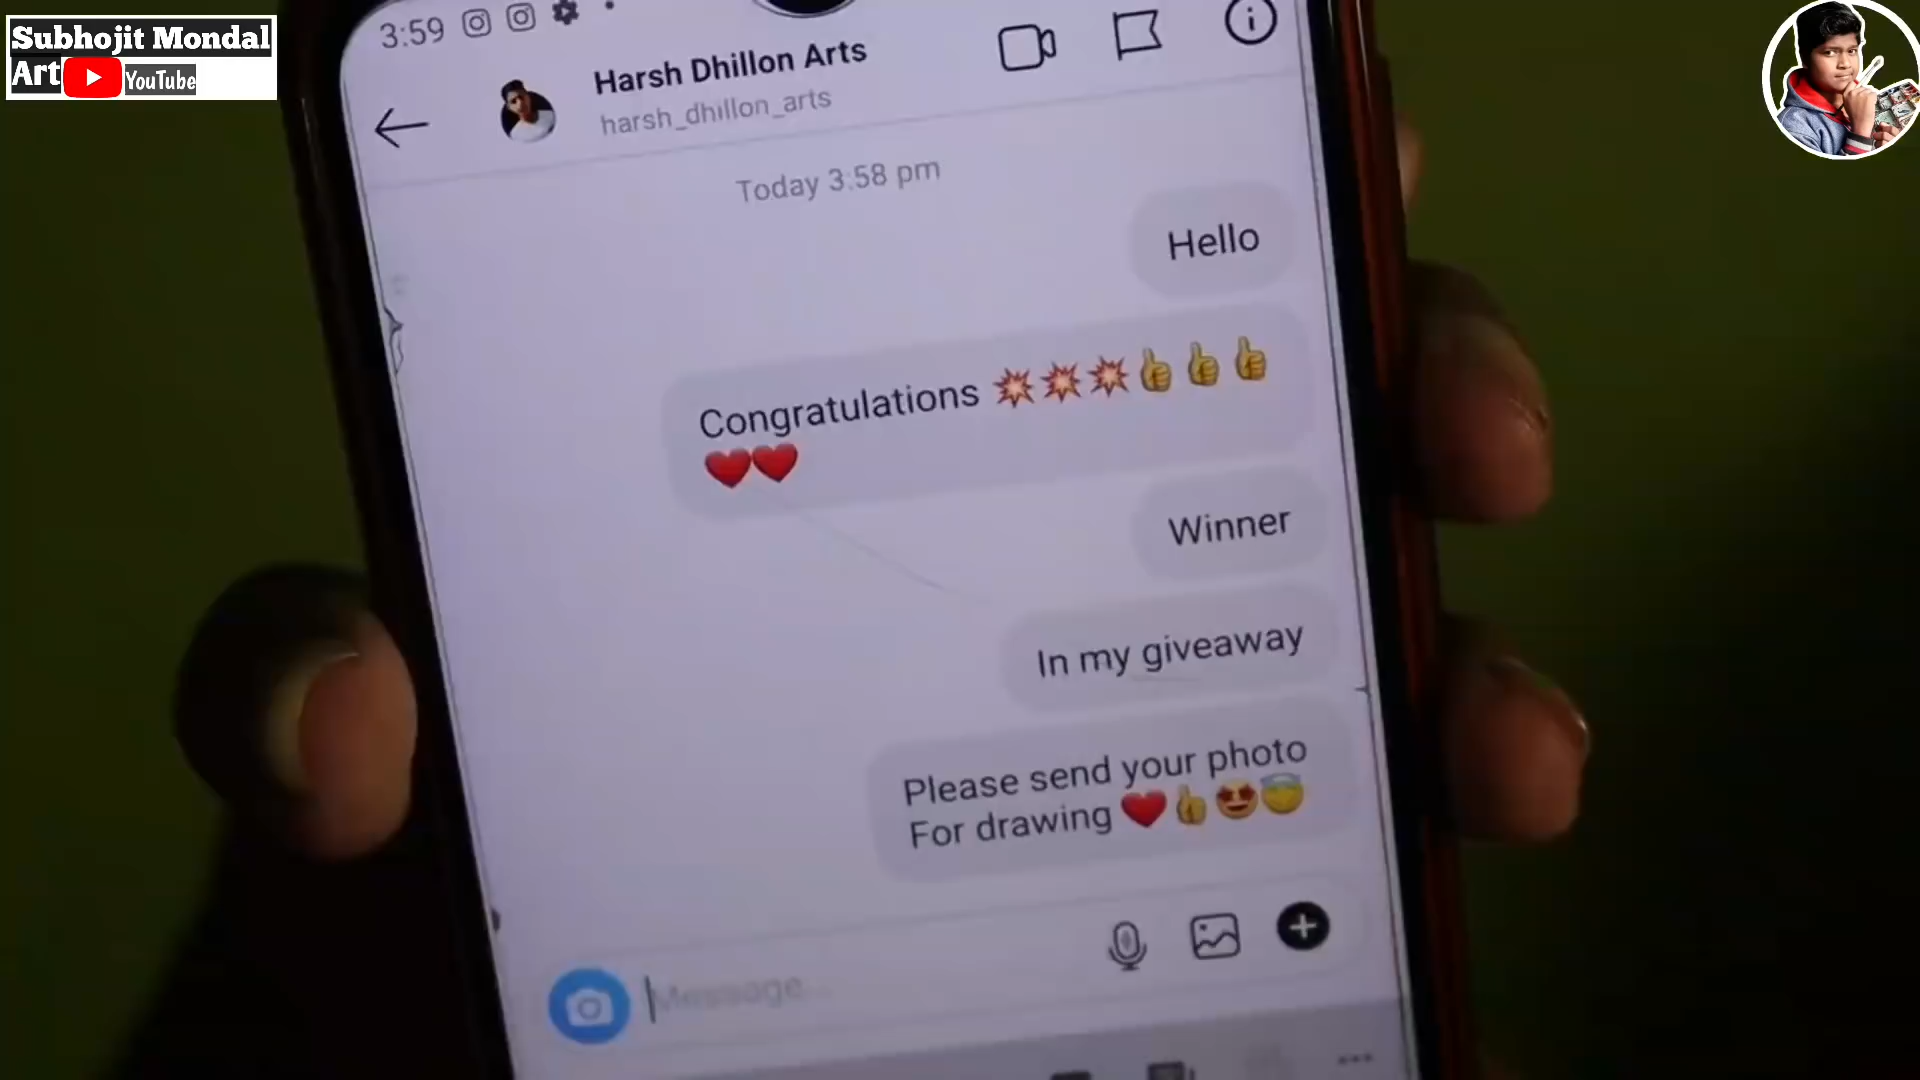 Subhojit Mondal
Art YouTube
3:59
Harsh Dhillon Arts
harsh_dhillon_arts
Today 3:58 pm
Hello
Congratulations 💥💥💥👍👍👍
❤️❤️
Winner
In my giveaway
Please send your photo
For drawing ❤️👍🤩😇
Message...